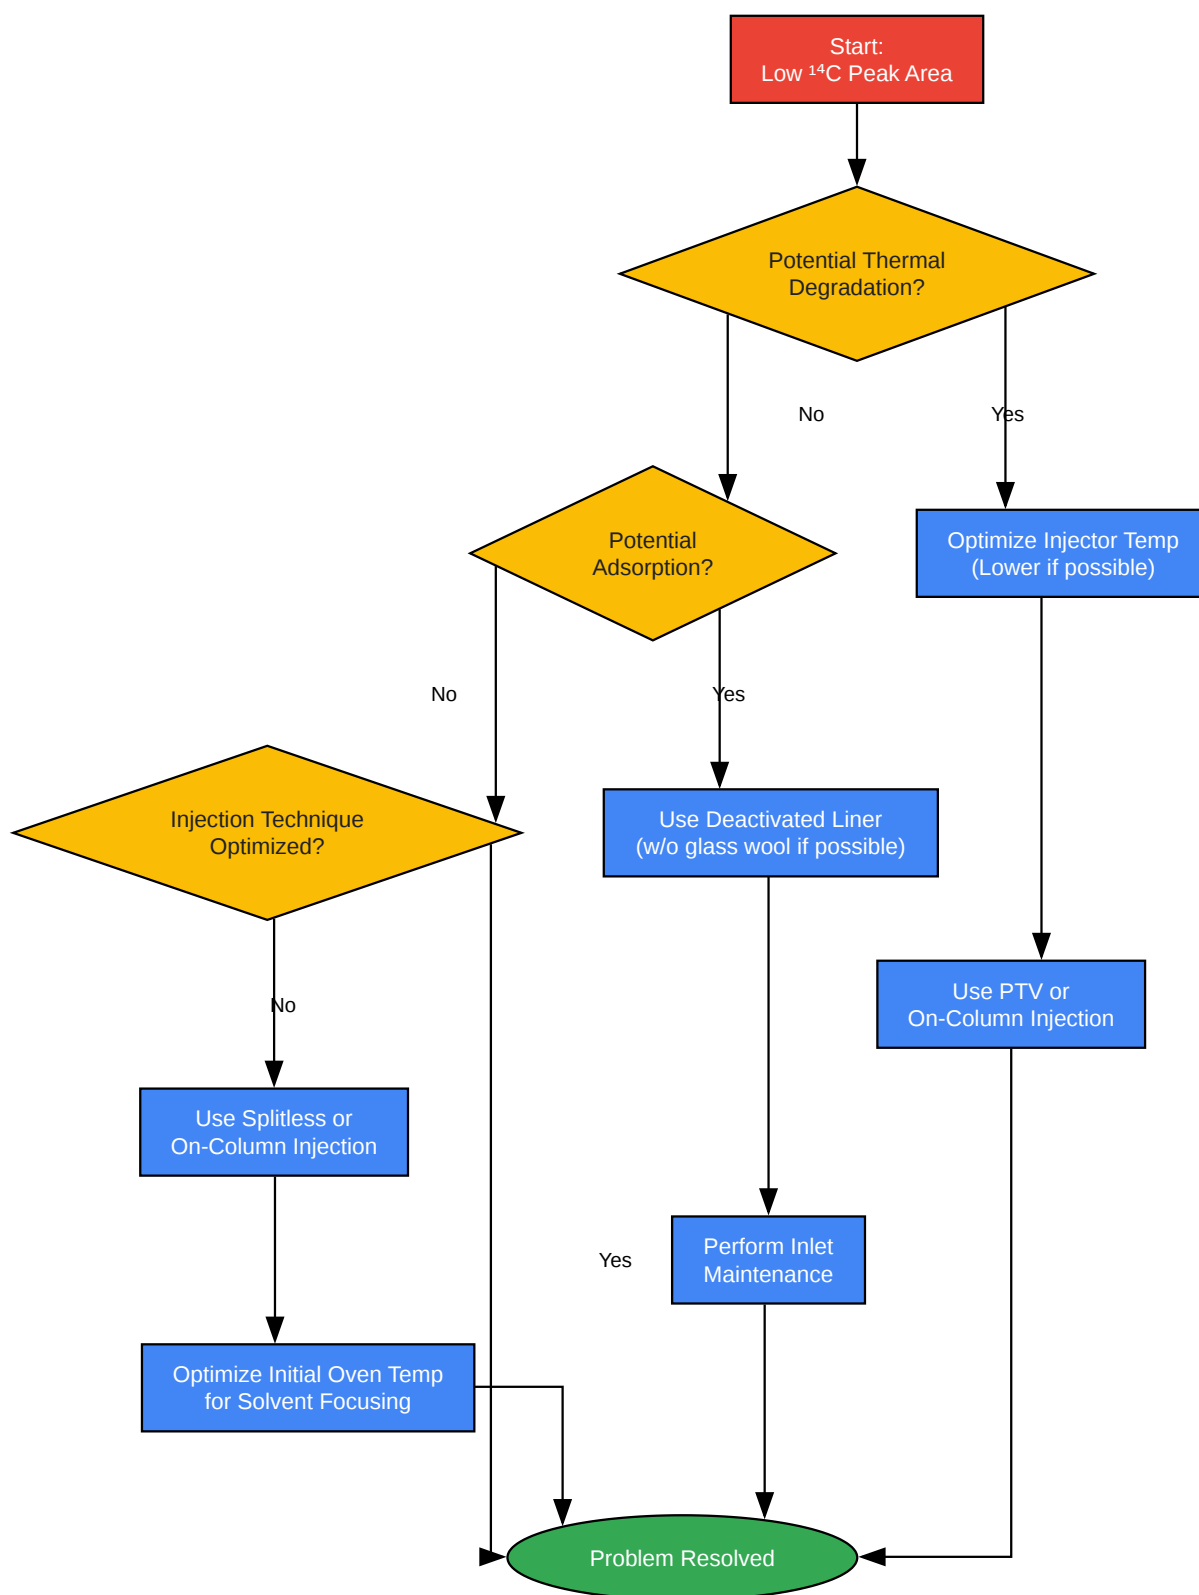 Start:
Low ¹⁴C Peak Area
Potential Thermal
Degradation?
No
Yes
Potential
Adsorption?
Optimize Injector Temp
(Lower if possible)
No
Yes
Injection Technique
Optimized?
Use Deactivated Liner
(w/o glass wool if possible)
No
Use PTV or
On-Column Injection
Use Splitless or
On-Column Injection
Yes
Perform Inlet
Maintenance
Optimize Initial Oven Temp
for Solvent Focusing
Problem Resolved